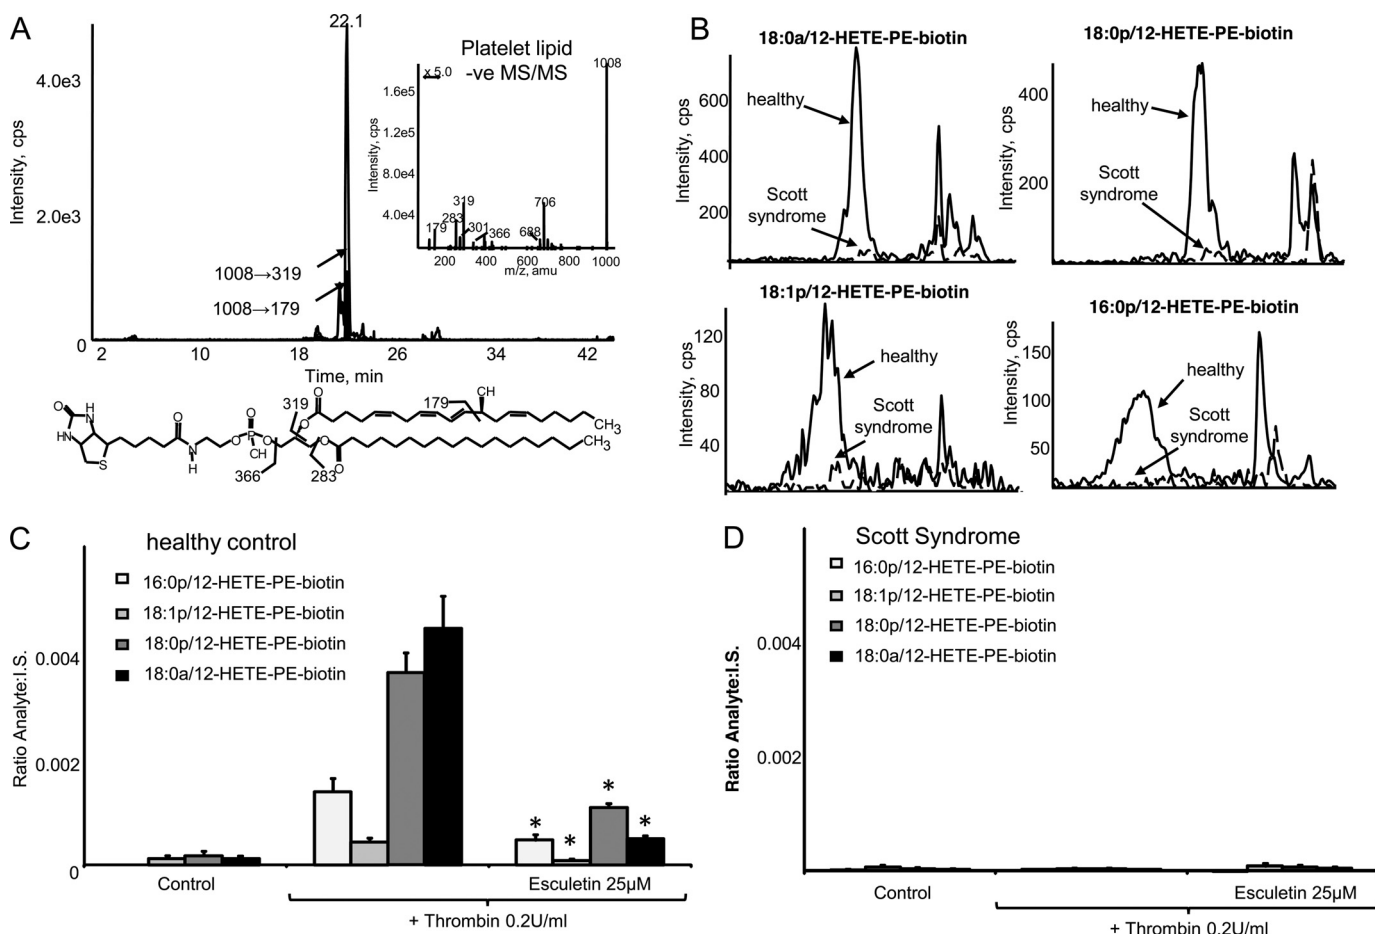 A
22.1
4.0e3
2.0e3
0
Intensity, cps
1008→319
1008→179
2 10 18 26 34 42
Time, min
Platelet lipid
-ve MS/MS
x 5.0
1008
1.6e5
1.2e5
8.0e4
4.0e4
Intensity, cps
179
283
319
301
366
688
706
200 400 600 800 1000
m/z, amu
O
H
N
HN
S
O
N
H
O
O
P
CH
O
O
O
O
O
319
179
CH
CH3
CH3
366
283
B
18:0a/12-HETE-PE-biotin
600
400
200
Intensity, cps
healthy
Scott
syndrome
18:0p/12-HETE-PE-biotin
400
200
Intensity, cps
healthy
Scott
syndrome
18:1p/12-HETE-PE-biotin
120
80
40
Intensity, cps
healthy
Scott
syndrome
16:0p/12-HETE-PE-biotin
150
100
50
Intensity, cps
healthy
Scott
syndrome
C
healthy control
16:0p/12-HETE-PE-biotin
18:1p/12-HETE-PE-biotin
18:0p/12-HETE-PE-biotin
18:0a/12-HETE-PE-biotin
0.004
0.002
0
Ratio Analyte:I.S.
* * * *
Control
Esculetin 25µM
+ Thrombin 0.2U/ml
D
Scott Syndrome
16:0p/12-HETE-PE-biotin
18:1p/12-HETE-PE-biotin
18:0p/12-HETE-PE-biotin
18:0a/12-HETE-PE-biotin
0.004
0.002
Ratio Analyte:I.S.
Control
Esculetin 25µM
+ Thrombin 0.2U/ml